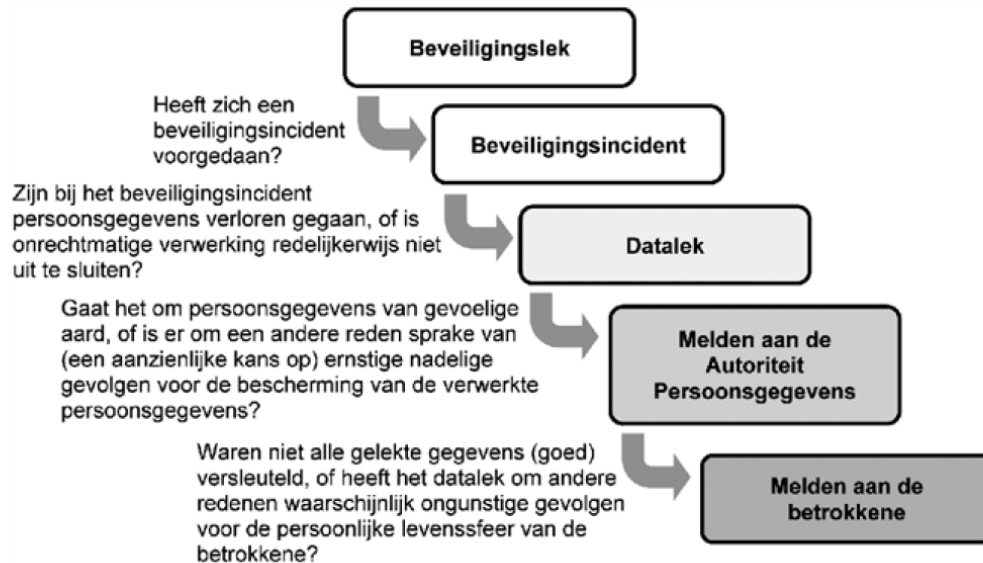 Beveiligingslek
Heeft zich een
beveiligingsincident
voorgedaan?
Beveiligingsincident
Zijn bij het beveiligingsincident
persoonsgegevens verloren gegaan, of is
onrechtmatige verwerking redelijkerwijs niet
uit te sluiten?
Datalek
Gaat het om persoonsgegevens van gevoelige
aard, of is er om een andere reden sprake van
(een aanzienlijke kans op) ernstige nadelige
gevolgen voor de bescherming van de verwerkte
persoonsgegevens?
Melden aan de
Autoriteit
Persoonsgegevens
Waren niet alle gelekte gegevens (goed)
versleuteld, of heeft het datalek om andere
redenen waarschijnlijk ongunstige gevolgen
voor de persoonlijke levenssfeer van de
betrokkene?
Melden aan de
betrokkene